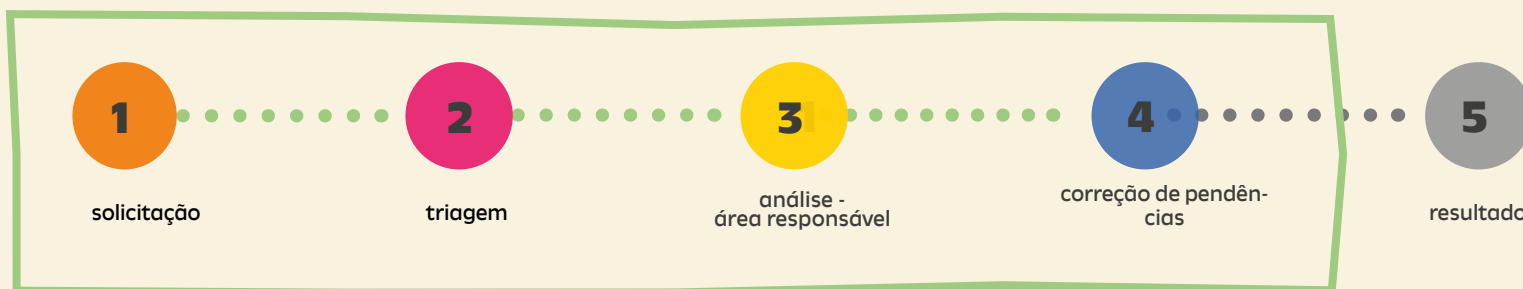 1
2
3
4
5
solicitação
triagem
análise -
área responsável
correção de pendên-
cias
resultado